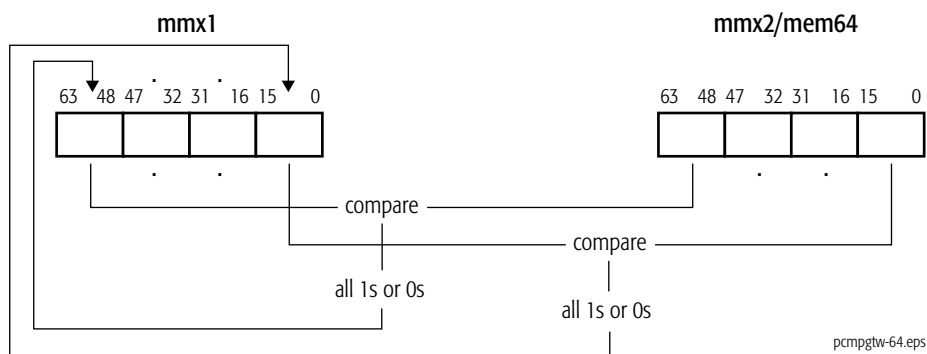 mmx1 mmx2/mem64
. .
63 48 47 32 31 16 15 0 63 48 47 32 31 16 15 0
. . . .
compare
compare
all 1s or 0s
all 1s or 0s
pcmpgtw-64.eps